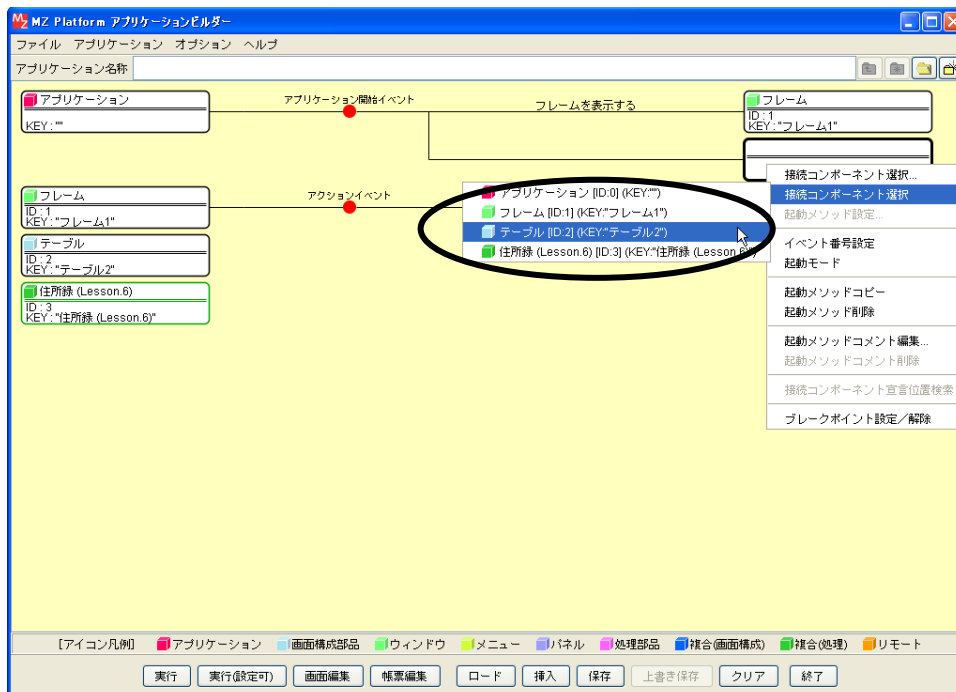 MZ Platform アプリケーションビルダー
ファイル アプリケーション オプション ヘルプ
アプリケーション名称
アプリケーション
KEY : ""
アプリケーション開始イベント
フレームを表示する
フレーム
ID : 1
KEY : "フレーム1"
フレーム
ID : 1
KEY : "フレーム1"
アクションイベント
テーブル
ID : 2
KEY : "テーブル2"
住所録 (Lesson.6)
ID : 3
KEY : "住所録 (Lesson.6)"
アプリケーション [ID:0] (KEY:"")
フレーム [ID:1] (KEY:"フレーム1")
テーブル [ID:2] (KEY:"テーブル2")
住所録 (Lesson.6) [ID:3] (KEY:"住所録 (Lesson.6)")
接続コンポーネント選択...
接続コンポーネント選択
起動メソッド設定...
イベント番号設定
起動モード
起動メソッドコピー
起動メソッド削除
起動メソッドコメント編集...
起動メソッドコメント削除
接続コンポーネント宣言位置検索
ブレークポイント設定／解除
[アイコン凡例] アプリケーション 画面構成部品 ウィンドウ メニュー パネル 処理部品 複合(画面構成) 複合(処理) リモート
実行 実行(設定可) 画面編集 帳票編集 ロード 挿入 保存 上書き保存 クリア 終了